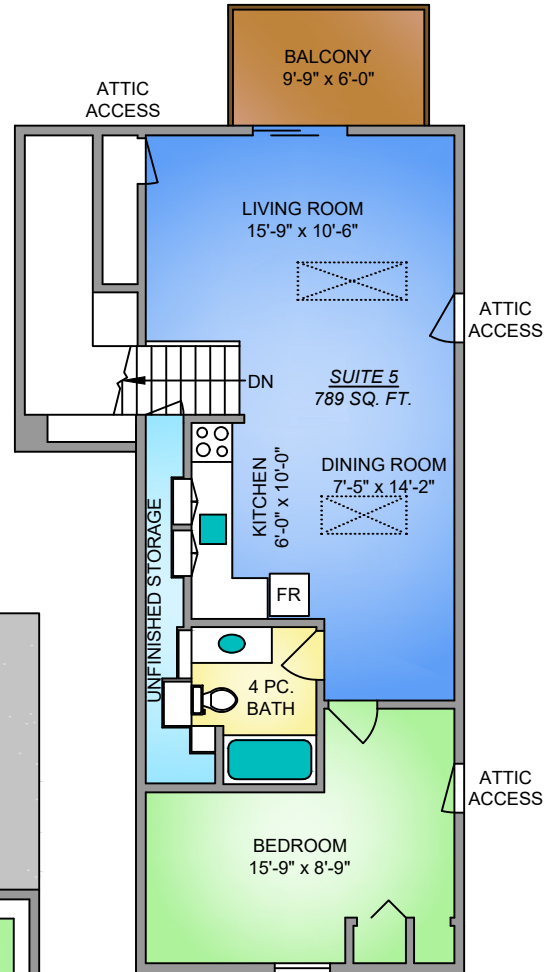 BALCONY
9'-9" x 6'-0"
ATTIC
ACCESS
LIVING ROOM
15'-9" x 10'-6"
ATTIC
ACCESS
DN
SUITE 5
789 SQ. FT.
DINING ROOM
7'-5" x 14'-2"
KITCHEN
6'-0" x 10'-0"
UNFINISHED STORAGE
FR
4 PC.
BATH
ATTIC
ACCESS
BEDROOM
15'-9" x 8'-9"